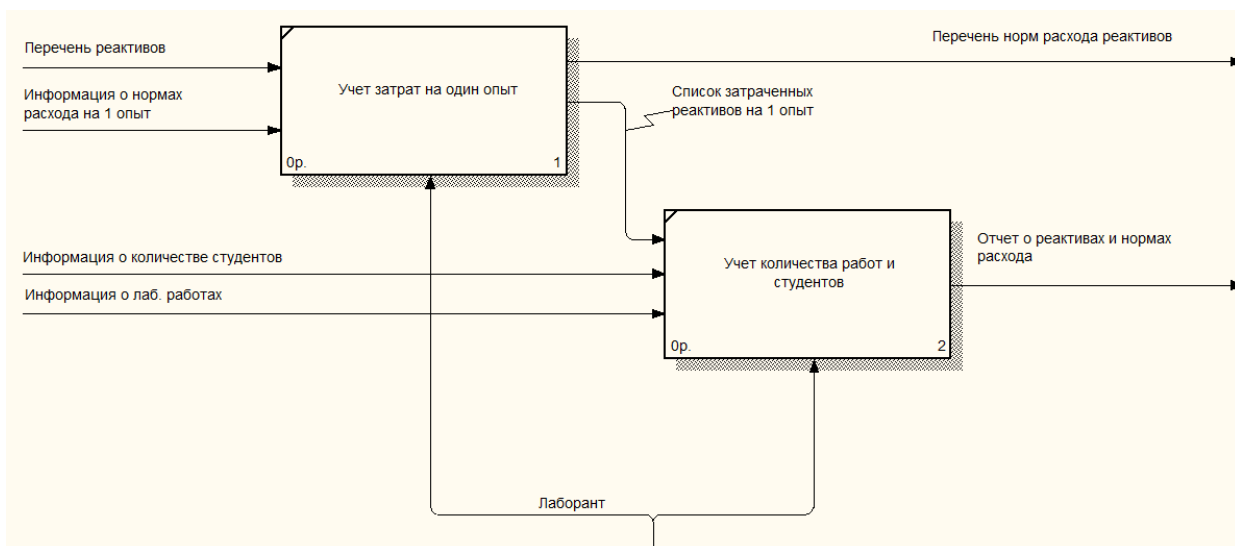 Перечень реактивов
Информация о нормах
расхода на 1 опыт
Учет затрат на один опыт
0р.
1
Перечень норм расхода реактивов
Список затраченных
реактивов на 1 опыт
Информация о количестве студентов
Информация о лаб. работах
Учет количества работ и
студентов
0р.
2
Отчет о реактивах и нормах
расхода
Лаборант